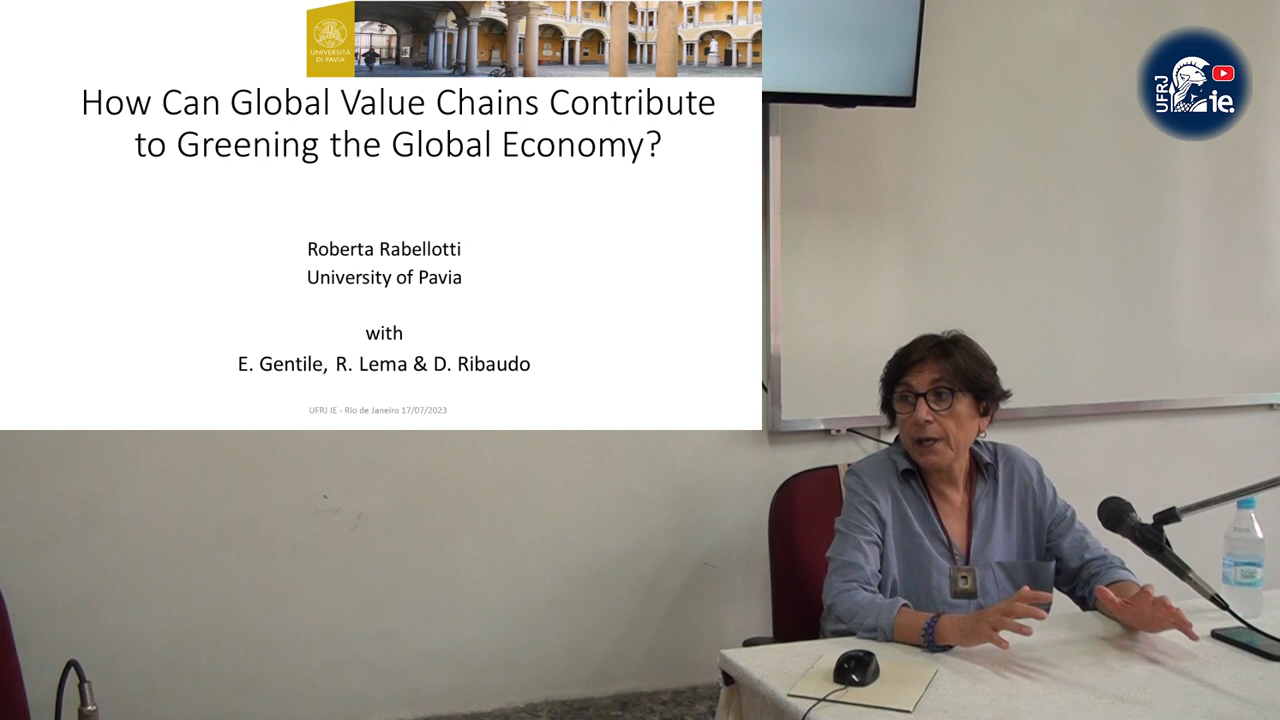 UNIVERSITÀ
DI PAVIA
How Can Global Value Chains Contribute
to Greening the Global Economy?
Roberta Rabellotti
University of Pavia
with
E. Gentile, R. Lema & D. Ribaudo
UFRJ IE - Rio de Janeiro 17/07/2023
UFRJ
ie.